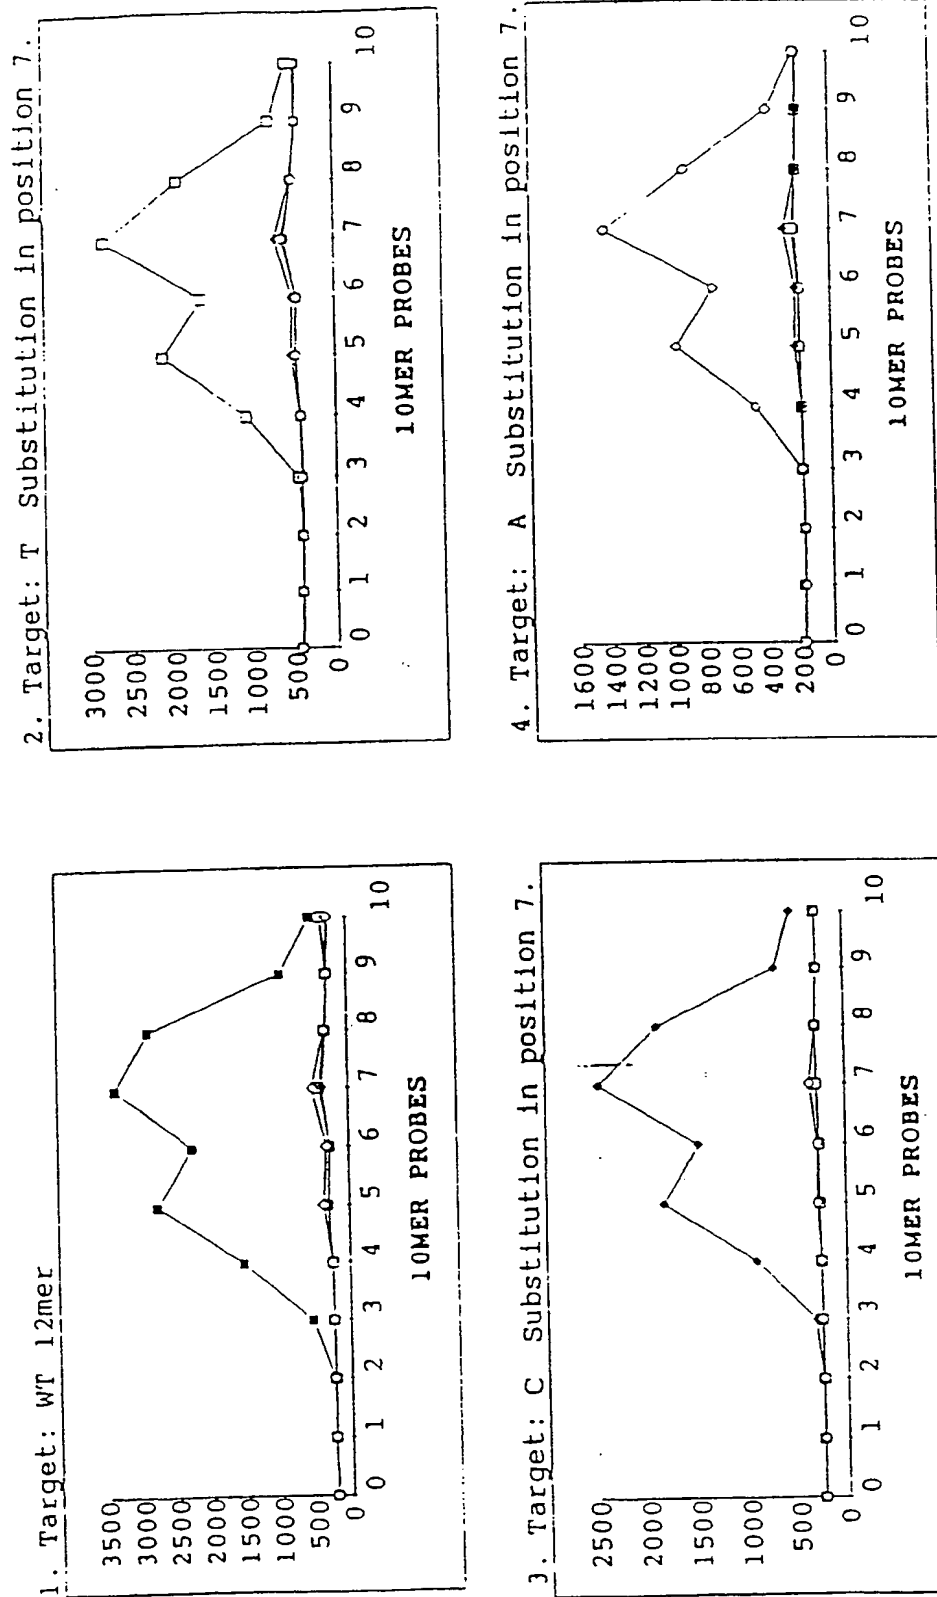 1. Target: WT 12mer
3500
3000
2500
2000
1500
1000
500
0
0 1 2 3 4 5 6 7 8 9 10
10MER PROBES
2. Target: T Substitution in position 7.
3000
2500
2000
1500
1000
500
0
0 1 2 3 4 5 6 7 8 9 10
10MER PROBES
3. Target: C Substitution in position 7.
2500
2000
1500
1000
500
0
0 1 2 3 4 5 6 7 8 9 10
10MER PROBES
4. Target: A Substitution in position 7.
1600
1400
1200
1000
800
600
400
200
0
0 1 2 3 4 5 6 7 8 9 10
10MER PROBES